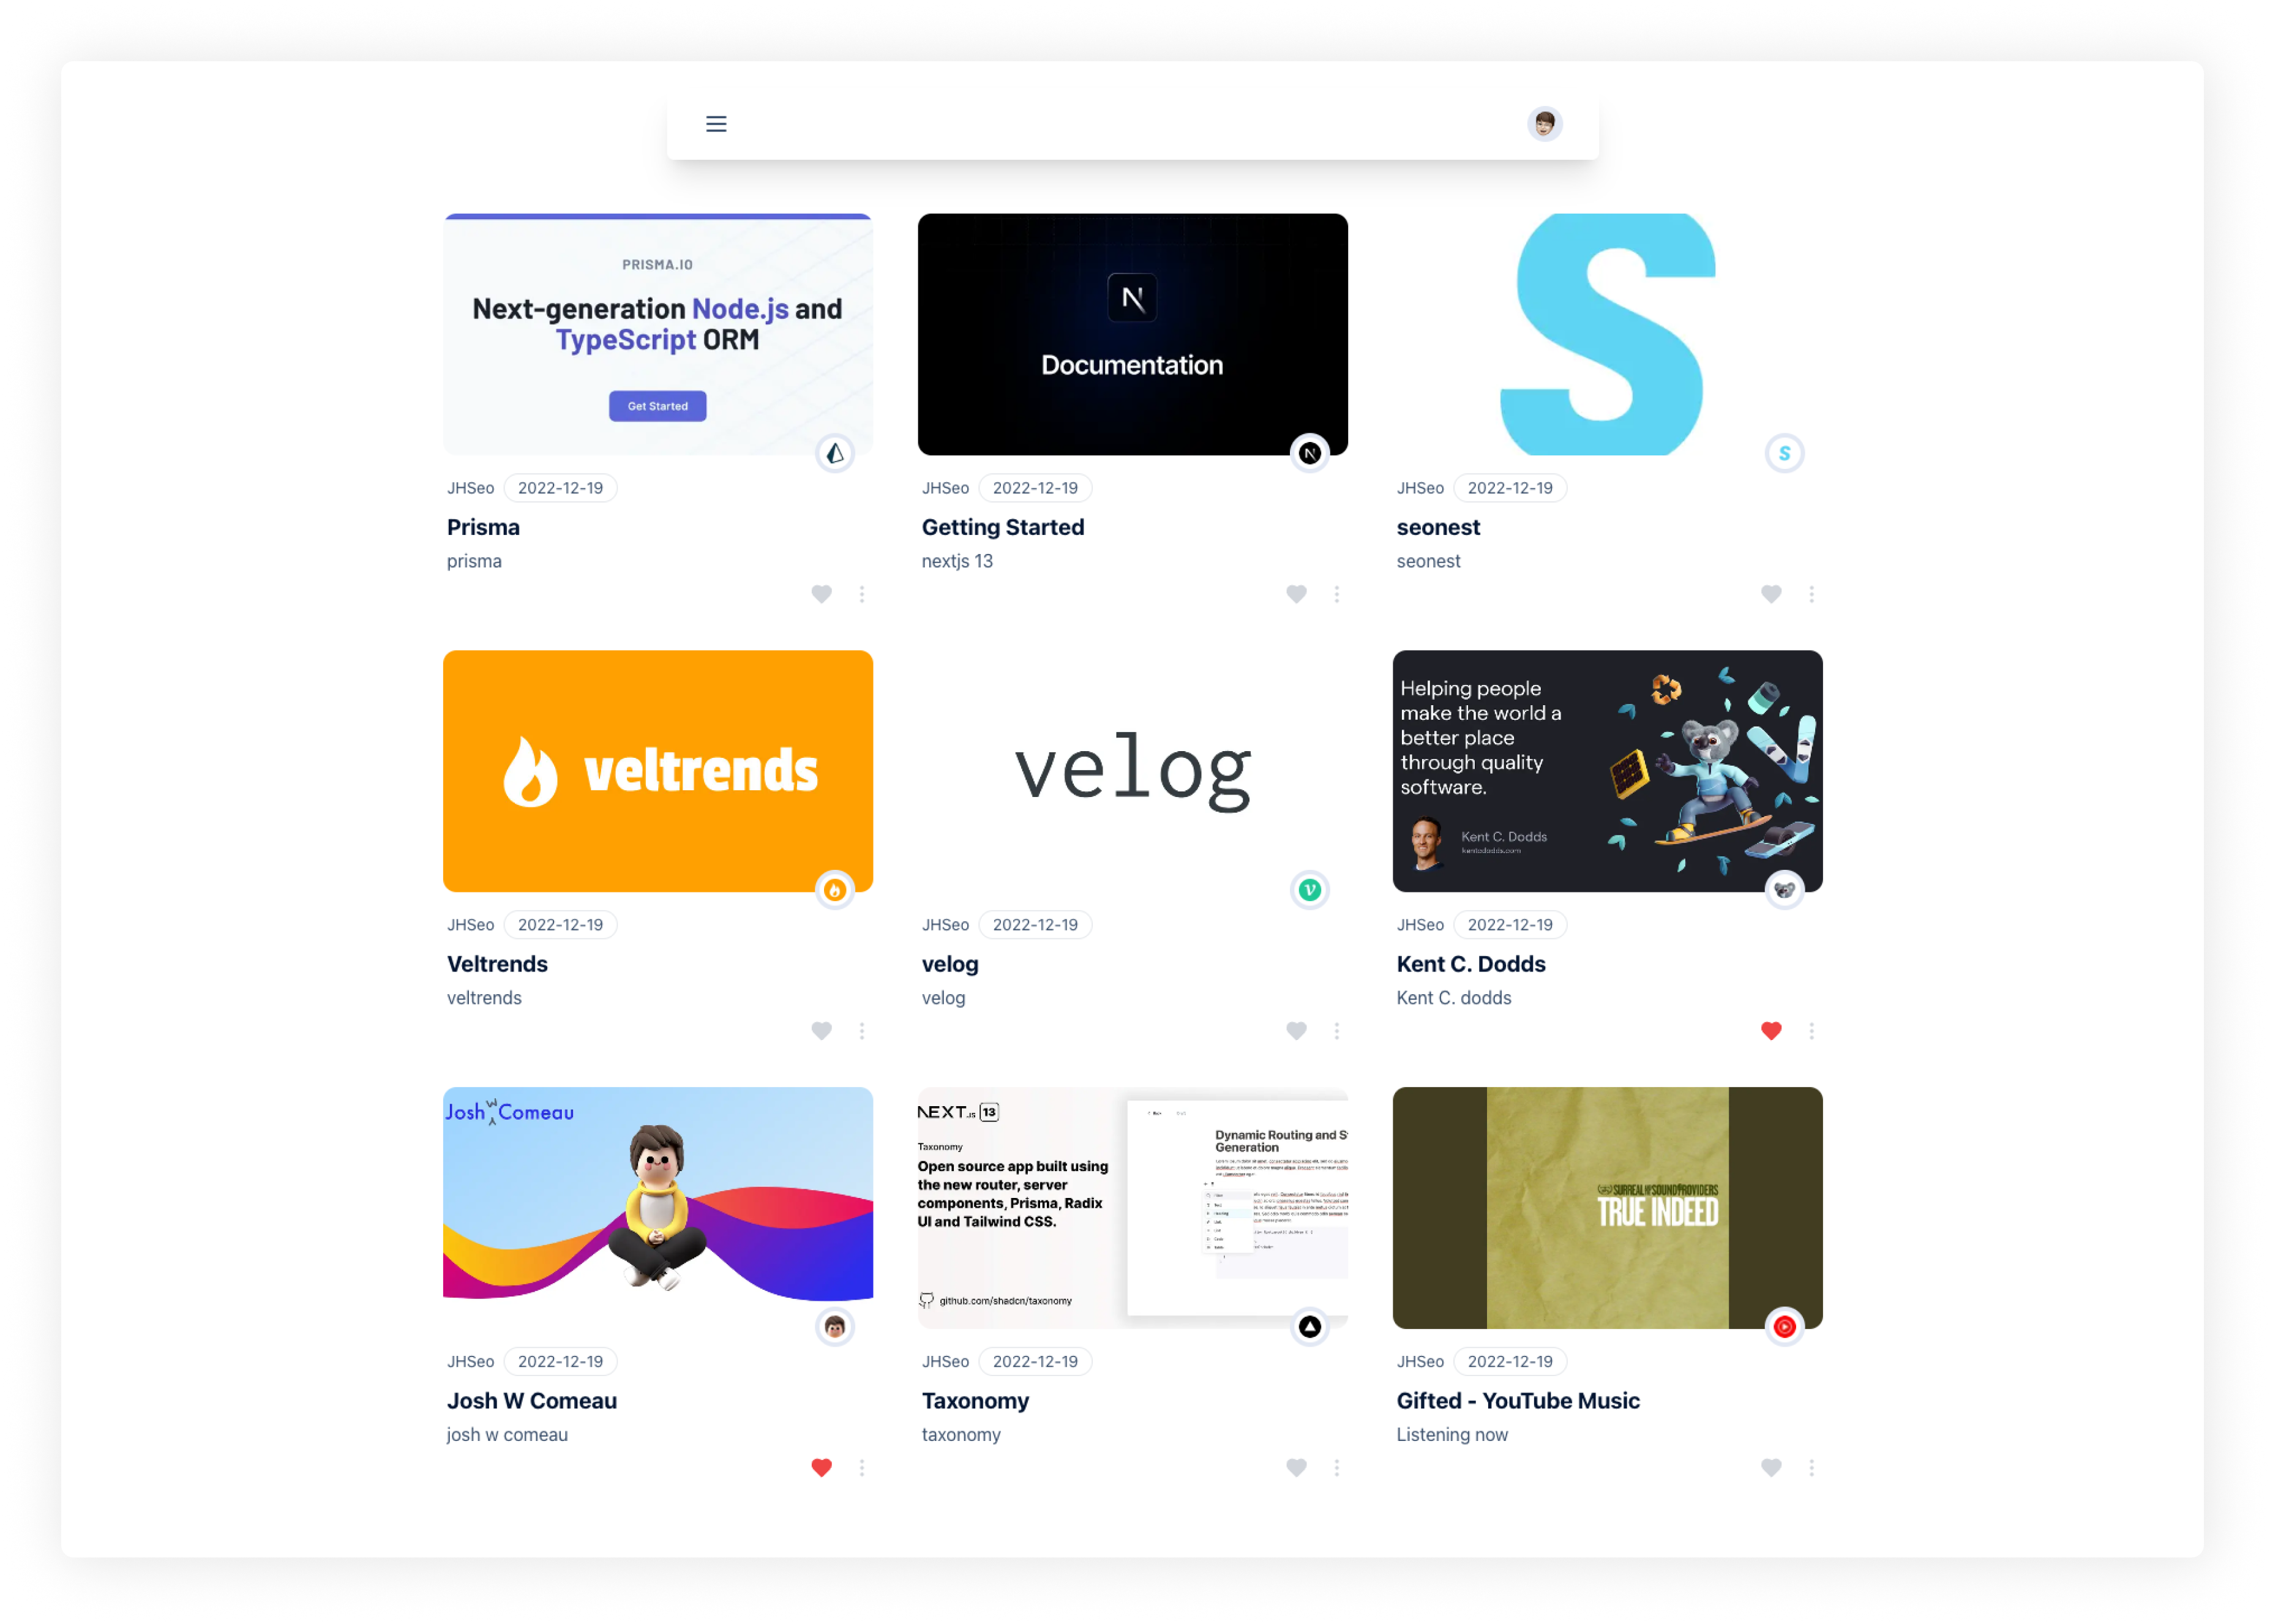 PRISMA.IO
Next-generation Node.js and
TypeScript ORM
Get Started
JHSeo 2022-12-19
Prisma
prisma
N
Documentation
N
JHSeo 2022-12-19
Getting Started
nextjs 13
S
S
JHSeo 2022-12-19
seonest
seonest
veltrends
JHSeo 2022-12-19
Veltrends
veltrends
velog
v
JHSeo 2022-12-19
velog
velog
Helping people
make the world a
better place
through quality
software.
Kent C. Dodds
kentcdodds.com
JHSeo 2022-12-19
Kent C. Dodds
Kent C. dodds
Josh W Comeau
JHSeo 2022-12-19
Josh W Comeau
josh w comeau
NEXT.JS 13
Taxonomy
Open source app built using
the new router, server
components, Prisma, Radix
UI and Tailwind CSS.
github.com/shadcn/taxonomy
Dynamic Routing and S
Generation
JHSeo 2022-12-19
Taxonomy
taxonomy
SURREAL SOUND PROVIDERS
TRUE INDEED
JHSeo 2022-12-19
Gifted - YouTube Music
Listening now